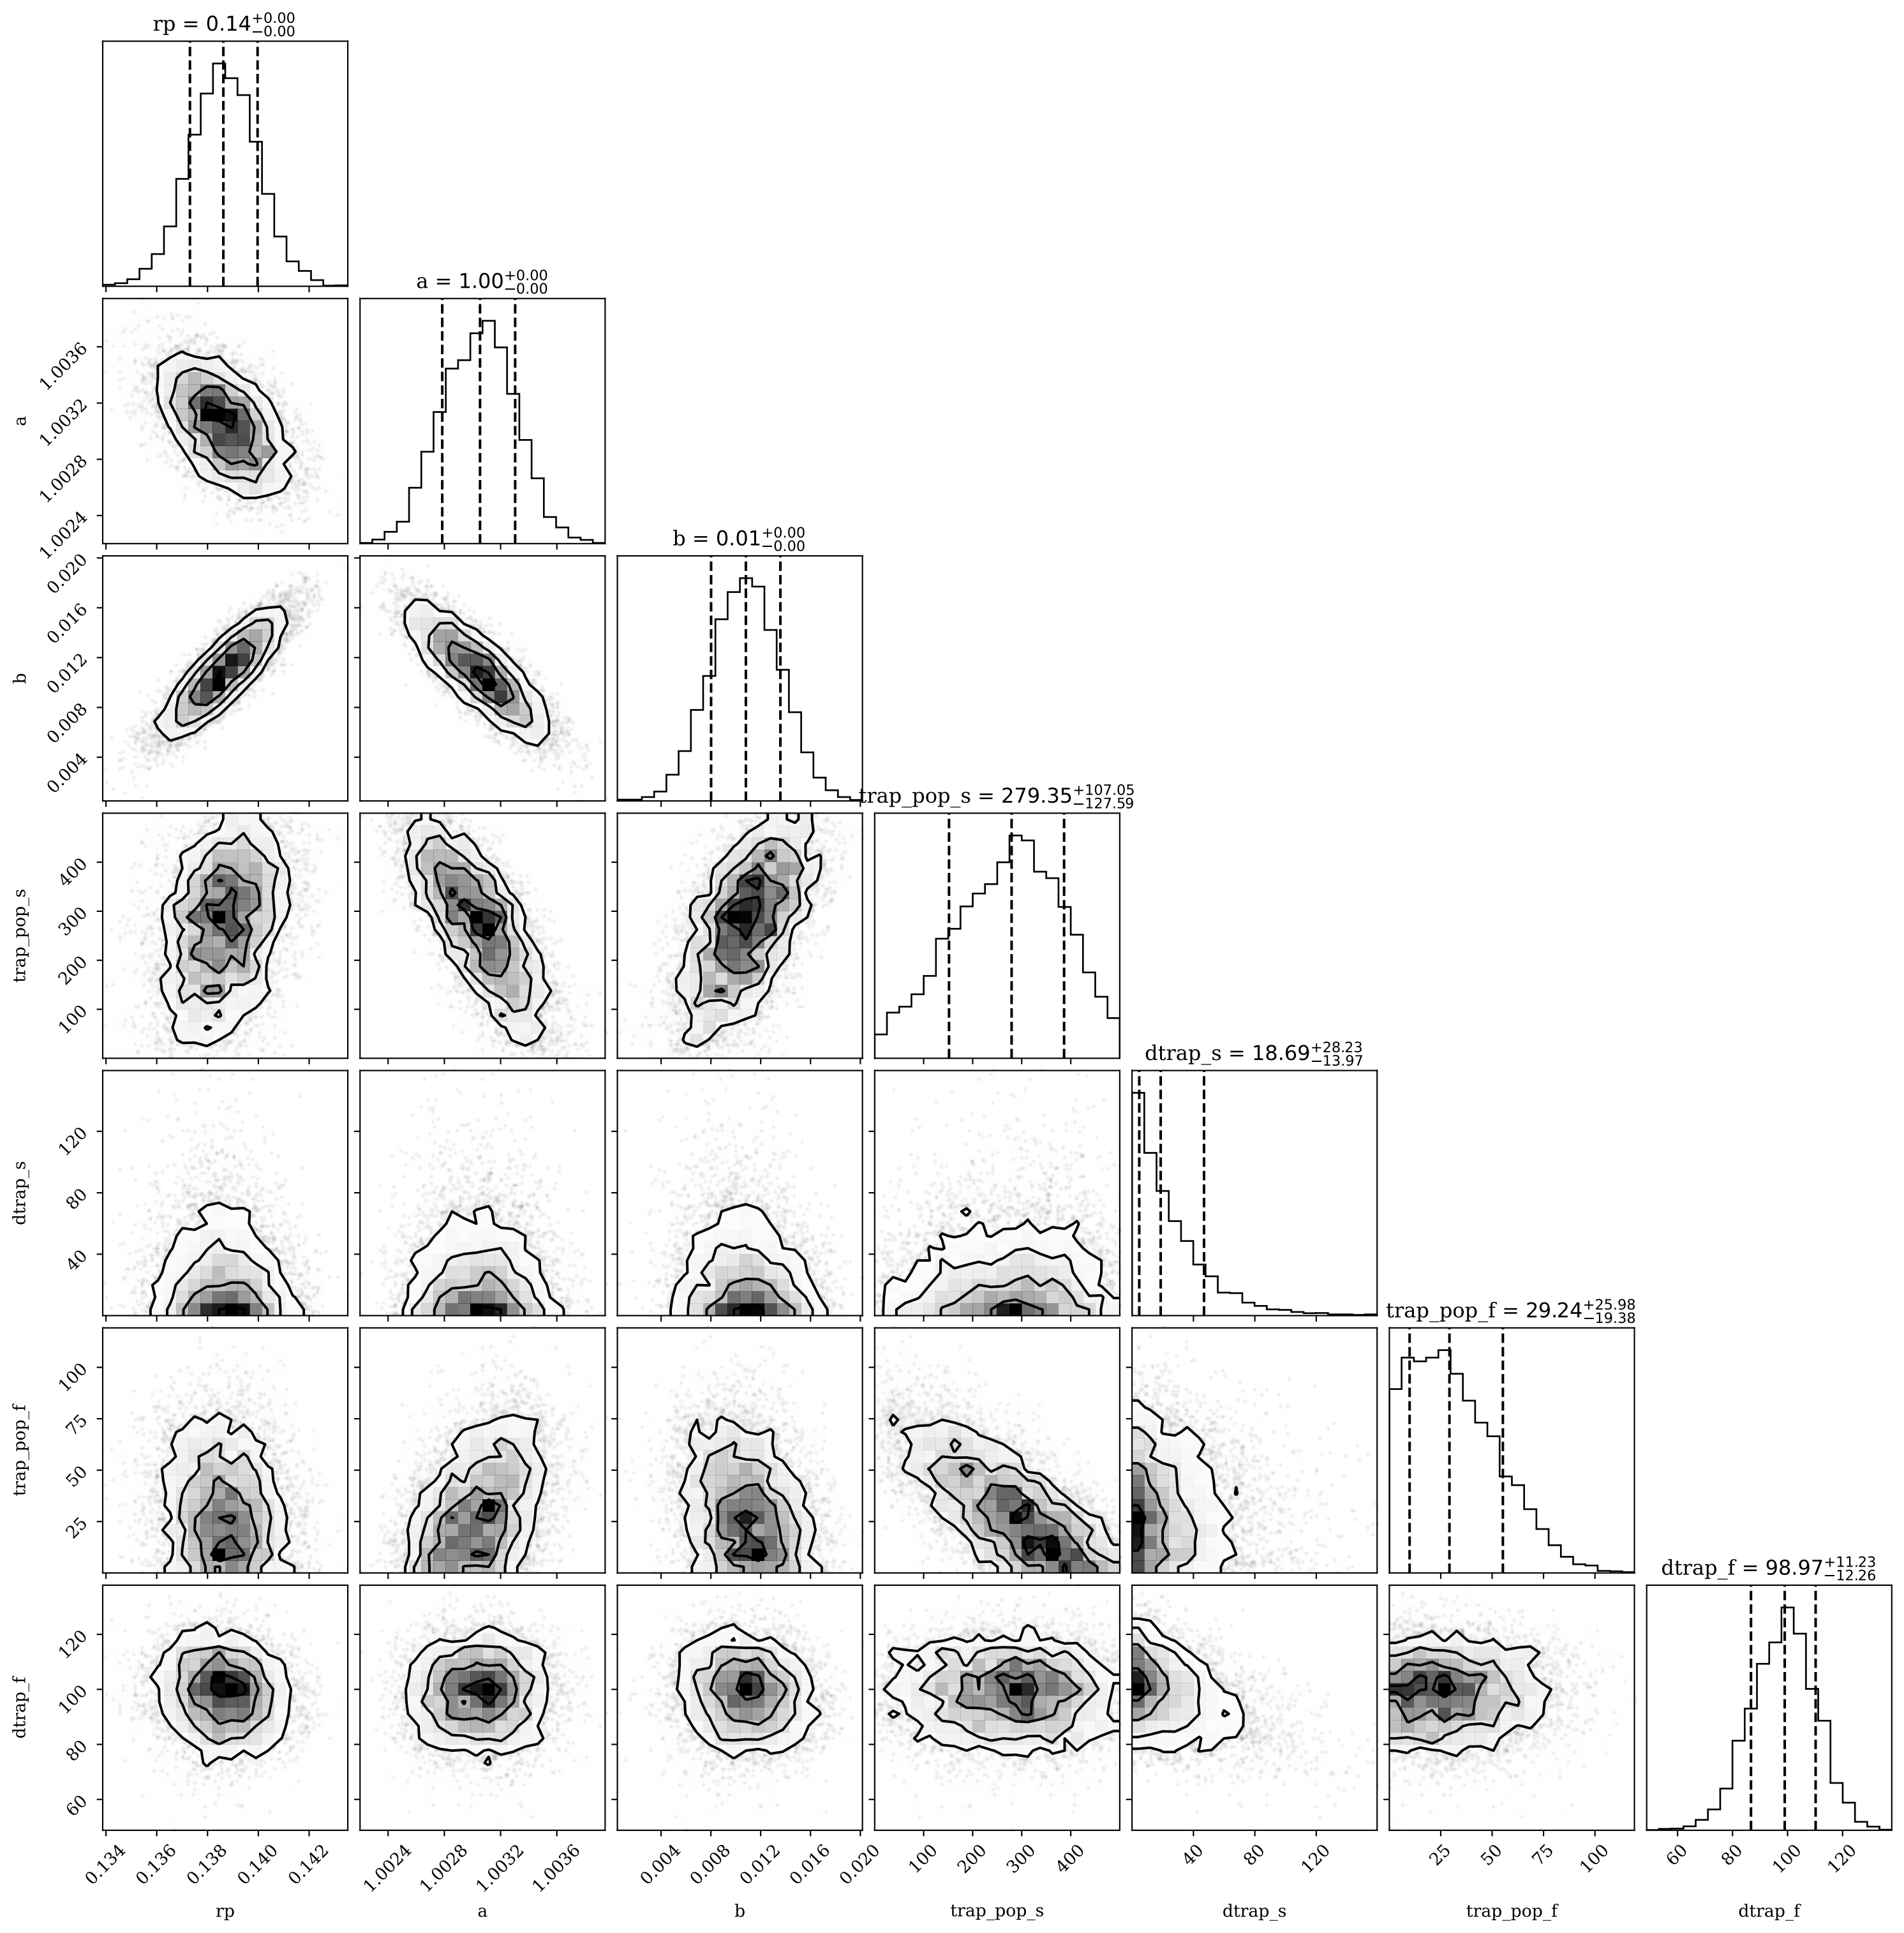 rp = 0.14+0.00−0.00
a = 1.00+0.00−0.00
1.0036
1.0032
1.0028
1.0024
a
b = 0.01+0.00−0.00
0.020
0.016
0.012
0.008
0.004
b
trap_pop_s = 279.35+107.05−127.59
400
300
200
100
trap_pop_s
dtrap_s = 18.69+28.23−13.97
120
80
40
dtrap_s
trap_pop_f = 29.24+25.98−19.38
100
75
50
25
trap_pop_f
dtrap_f = 98.97+11.23−12.26
120
100
80
60
dtrap_f
0.134 0.136 0.138 0.140 0.142
1.0024 1.0028 1.0032 1.0036
0.004 0.008 0.012 0.016 0.020
100 200 300 400
40 80 120
25 50 75 100
60 80 100 120
rp a b trap_pop_s dtrap_s trap_pop_f dtrap_f